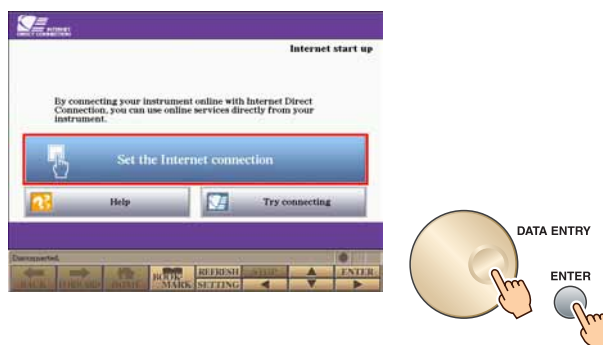 INTERNET
DIRECT CONNECTION
Internet start up
By connecting your instrument online with Internet Direct
Connection, you can use online services directly from your
instrument.
Set the Internet connection
Help
Try connecting
Disconnected.
BACK FORWARD HOME BOOK MARK REFRESH STOP ENTER
SETTING
DATA ENTRY
ENTER